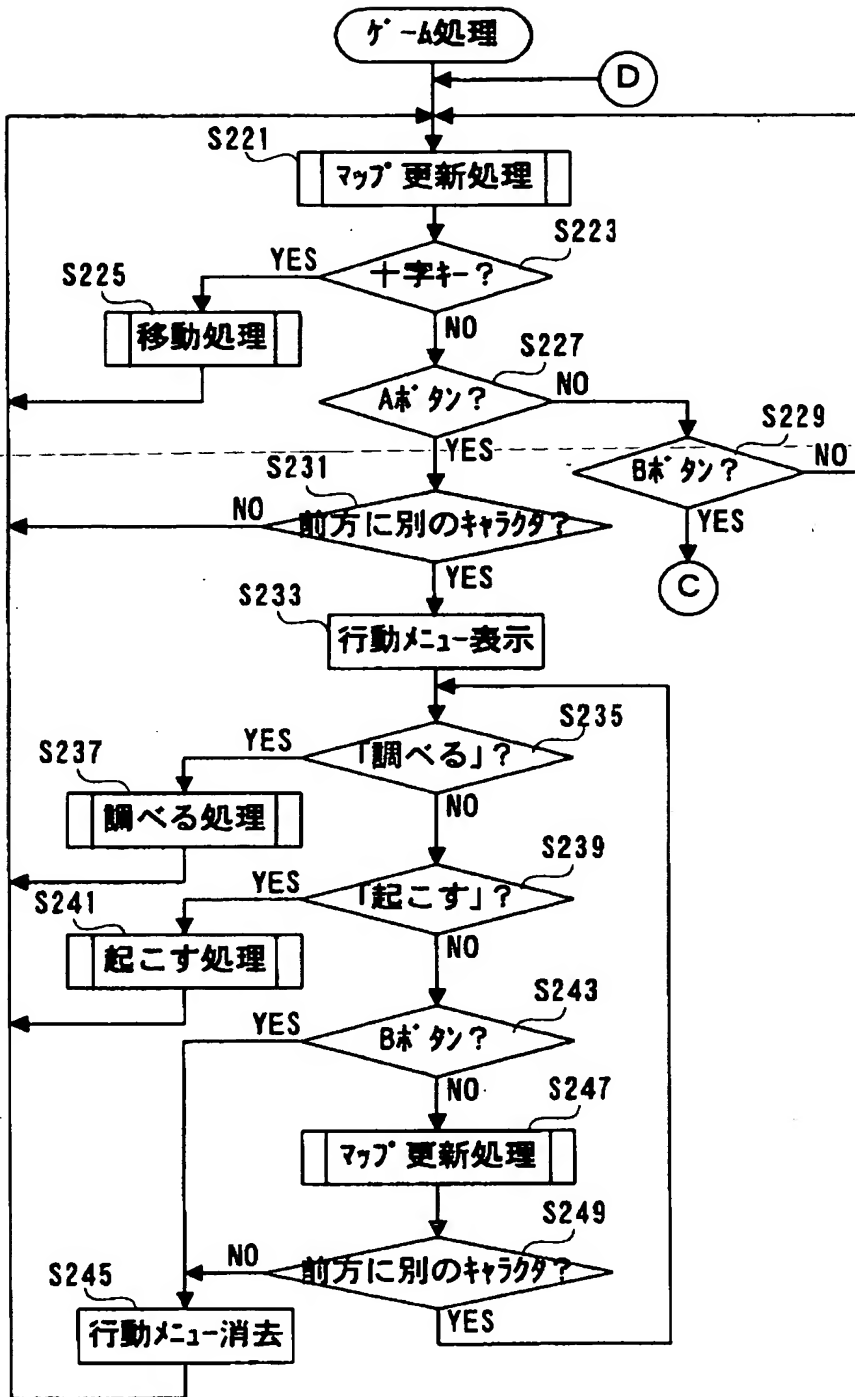 ゲーム処理
D
S221
マップ更新処理
S223
十字キー?
YES
NO
S225
移動処理
S227
Aボタン?
NO
YES
S229
Bボタン?
NO
YES
C
S231
前方に別のキャラクタ?
NO
YES
S233
行動メニュー表示
S235
「調べる」?
YES
NO
S237
調べる処理
S239
「起こす」?
YES
NO
S241
起こす処理
S243
Bボタン?
YES
NO
S247
マップ更新処理
S249
前方に別のキャラクタ?
NO
YES
S245
行動メニュー消去